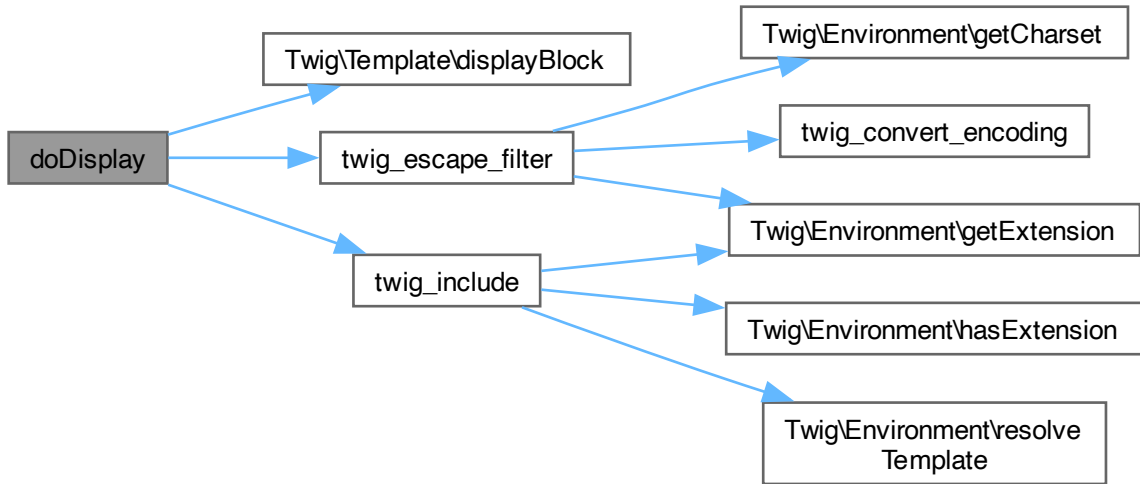 doDisplay
Twig\Template\displayBlock
twig_escape_filter
twig_include
Twig\Environment\getCharset
twig_convert_encoding
Twig\Environment\getExtension
Twig\Environment\hasExtension
Twig\Environment\resolve
Template